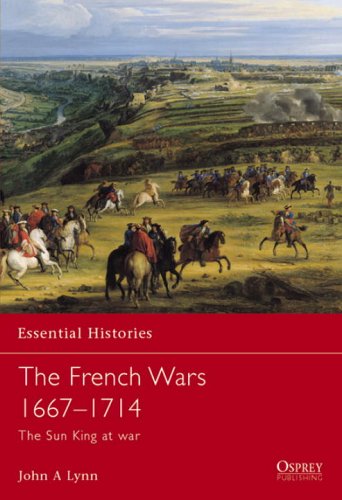 Essential Histories
The French Wars
1667–1714
The Sun King at war
John A Lynn
OSPREY
PUBLISHING